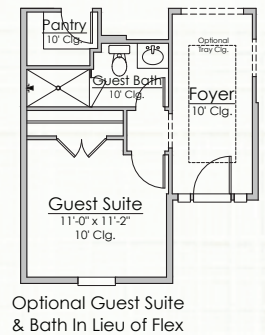 Pantry
10' Clg.
Optional
Tray Clg.
Guest Bath
10' Clg.
Foyer
10' Clg.
Guest Suite
11'-0" x 11'-2"
10' Clg.
Optional Guest Suite
& Bath In Lieu of Flex